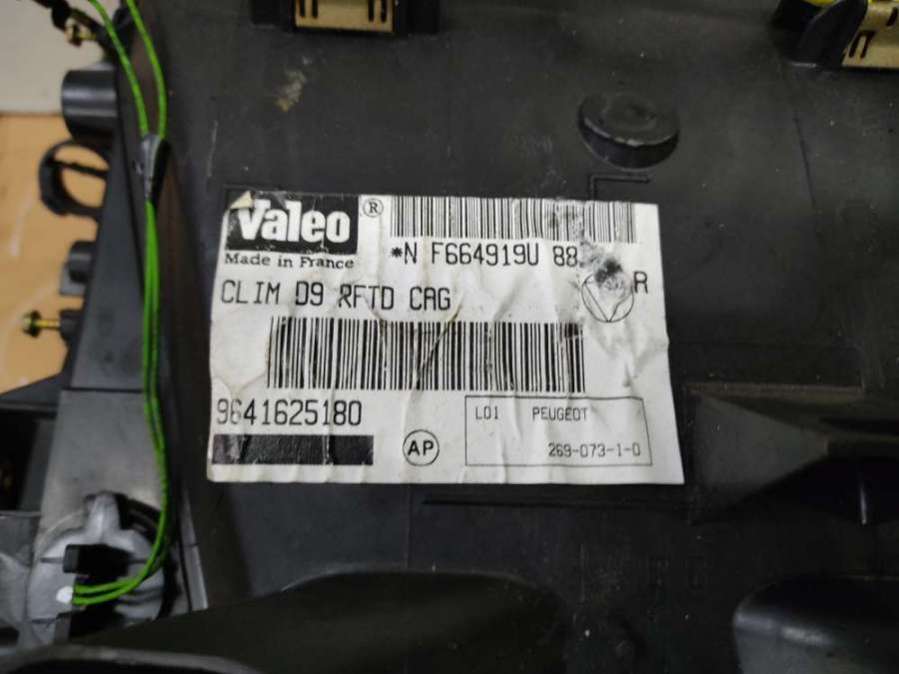 Valeo ®
*N F664919U 88
Made in France
R
CLIM D9 RFTD CAG
9641625180
AP
L01 PEUGEOT
269-073-1-0